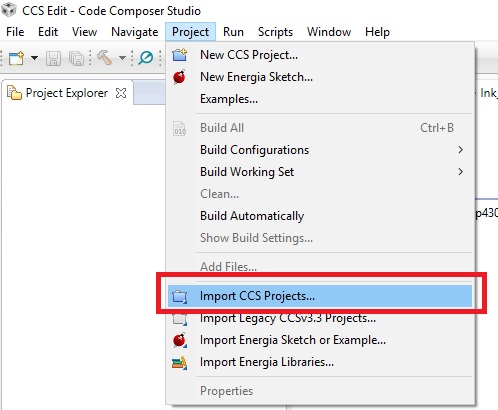 CCS Edit - Code Composer Studio
File Edit View Navigate Project Run Scripts Window Help
Project Explorer
New CCS Project...
New Energia Sketch...
Examples...
Build All Ctrl+B
Build Configurations
Build Working Set
Clean...
Build Automatically
Show Build Settings...
Add Files...
Import CCS Projects...
Import Legacy CCSv3.3 Projects...
Import Energia Sketch or Example...
Import Energia Libraries...
Properties